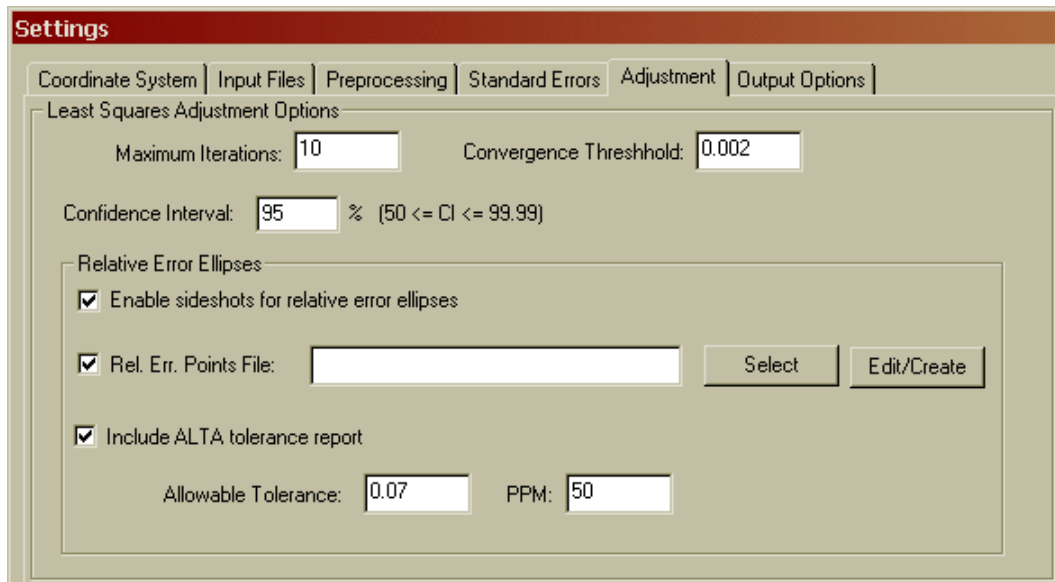 Settings
Coordinate System Input Files Preprocessing Standard Errors Adjustment Output Options
Least Squares Adjustment Options
Maximum Iterations: 10 Convergence Threshhold: 0.002
Confidence Interval: 95 % (50 <= CI <= 99.99)
Relative Error Ellipses
Enable sideshots for relative error ellipses
Rel. Err. Points File: Select Edit/Create
Include ALTA tolerance report
Allowable Tolerance: 0.07 PPM: 50